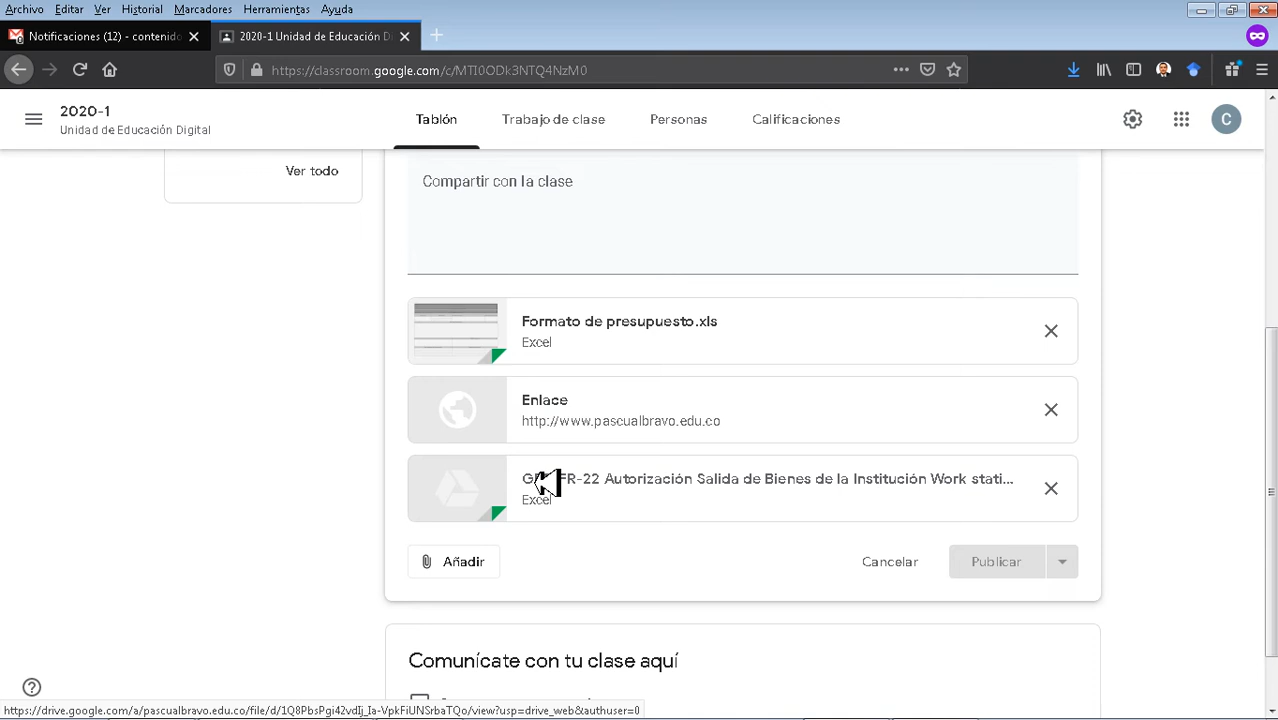 Archivo Editar Ver Historial Marcadores Herramientas Ayuda
Notificaciones (12) - contenido
2020-1 Unidad de Educación D
https://classroom.google.com/c/MTI0ODk3NTQ4NzM0
2020-1
Unidad de Educación Digital
Tablón Trabajo de clase Personas Calificaciones
C
Ver todo
Compartir con la clase
Formato de presupuesto.xls
Excel
Enlace
http://www.pascualbravo.edu.co
FR-22 Autorización Salida de Bienes de la Institución Work stati...
Excel
Añadir
Cancelar
Publicar
Comunícate con tu clase aquí
https://drive.google.com/a/pascualbravo.edu.co/file/d/1Q8PbsPgi42vdIj_Ia-VpkFiUNSrbaTQo/view?usp=drive_web&authuser=0